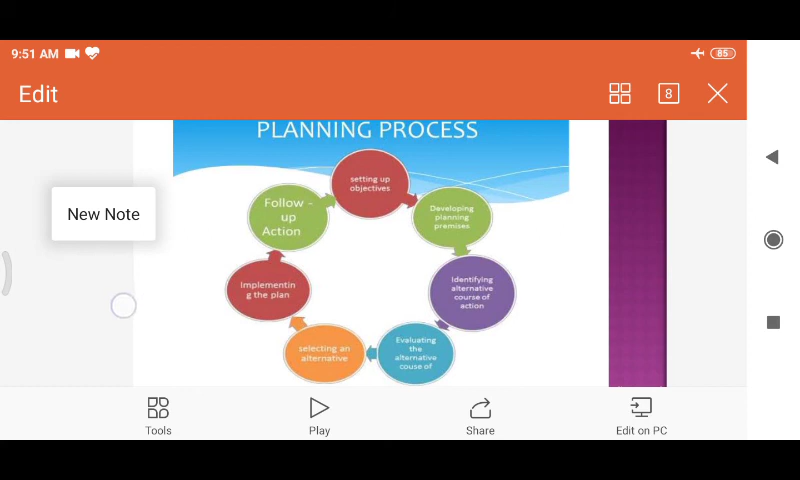 9:51 AM
85
Edit
8
PLANNING PROCESS
New Note
setting up
objectives
Developing
planning
premises
Identifying
alternative
course of
action
Evaluating
the
alternative
couse of
selecting an
alternative
Implementin
g the plan
Follow -
up
Action
Tools
Play
Share
Edit on PC